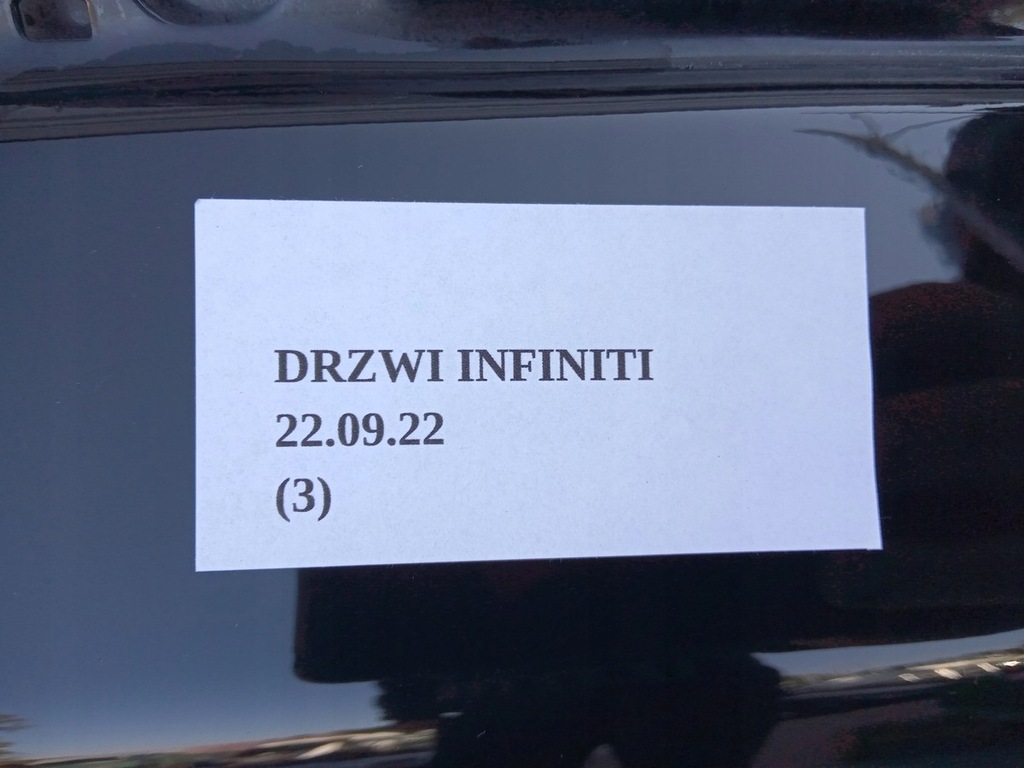 DRZWI INFINITI
22.09.22
(3)